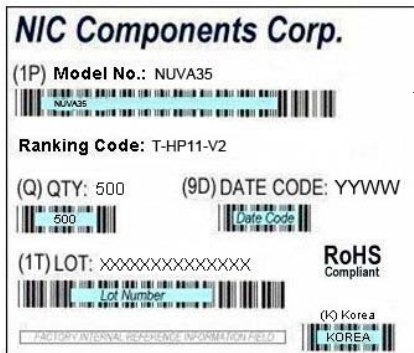 NIC Components Corp.
(1P) Model No.: NUVA35
NUVA35
Ranking Code: T-HP11-V2
(Q) QTY: 500 (9D) DATE CODE: YYWW
500 Date Code
(1T) LOT: XXXXXXXXXXXXXX
RoHS
Compliant
Lot Number
(K) Korea
FACTORY INTERNAL REFERENCE INFORMATION FIELD
KOREA